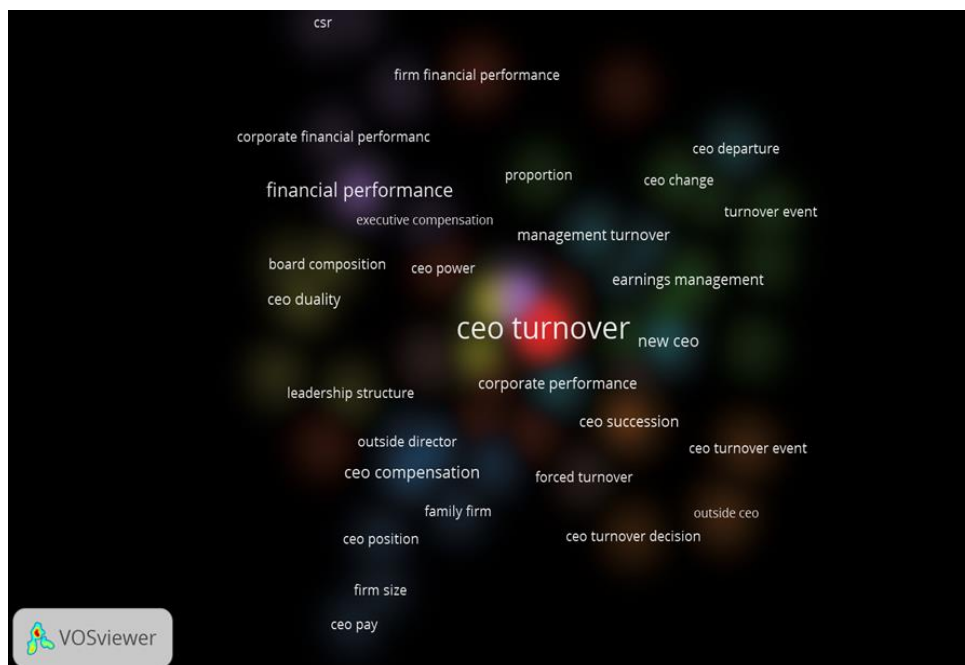 csr
firm financial performance
corporate financial performanc
ceo departure
proportion
ceo change
financial performance
turnover event
executive compensation
management turnover
board composition
ceo power
earnings management
ceo duality
ceo turnover
new ceo
corporate performance
leadership structure
ceo succession
outside director
ceo turnover event
ceo compensation
forced turnover
family firm
outside ceo
ceo position
ceo turnover decision
firm size
ceo pay
VOSviewer